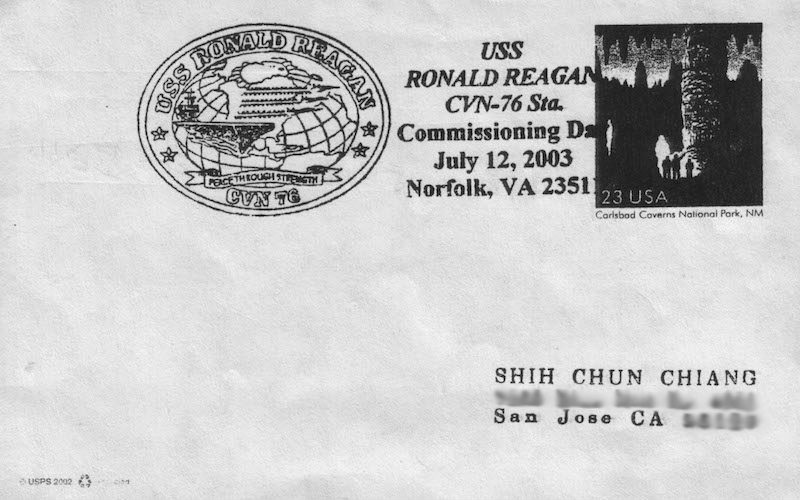 USS RONALD REAGAN
PEACE THROUGH STRENGTH
CVN 76
USS
RONALD REAGAN
CVN-76 Sta.
Commissioning Da
July 12, 2003
Norfolk, VA 23511
23 USA
Carlsbad Caverns National Park, NM
SHIH CHUN CHIANG
San Jose CA
© USPS 2002